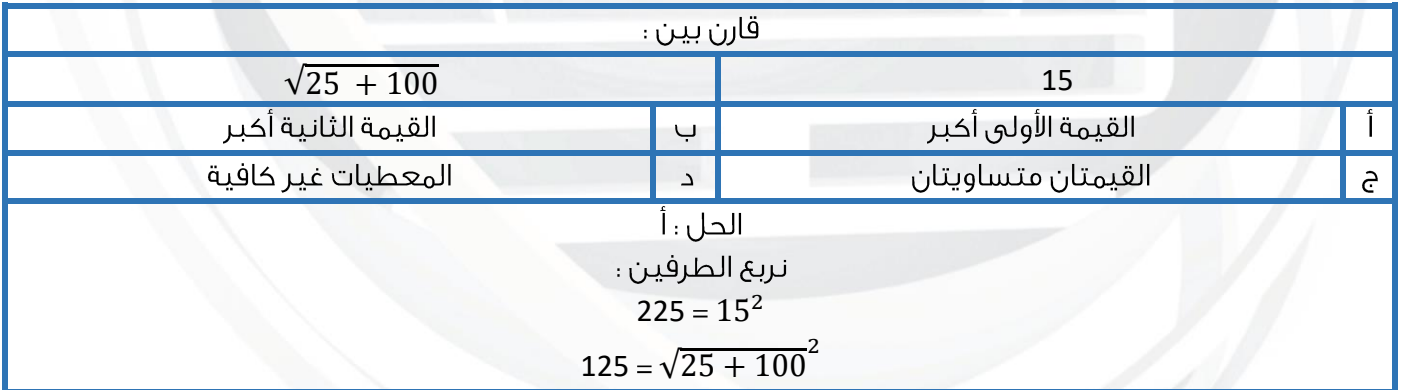 قارن بين :
15 √25 + 100
أ القيمة الأولى أكبر ب القيمة الثانية أكبر
ج القيمتان متساويتان د المعطيات غير كافية
الحل : أ
نربع الطرفين :
225 = 15²
125 = √25 + 100²